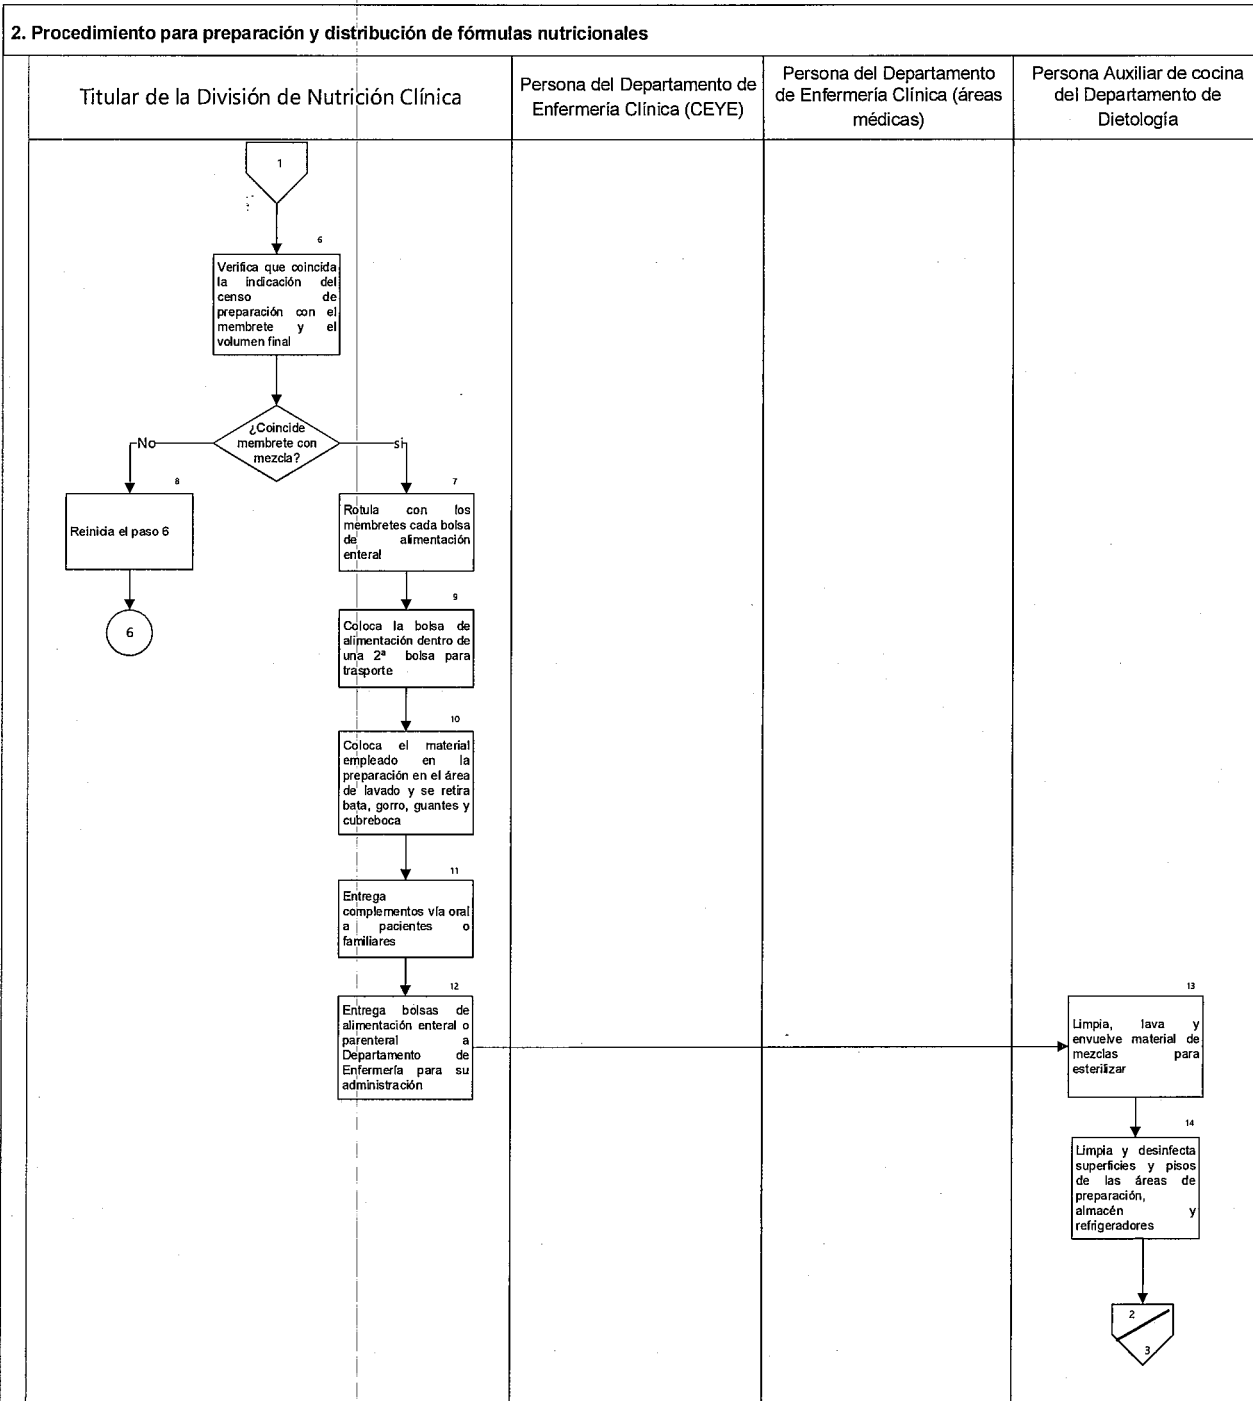 2. Procedimiento para preparación y distribución de fórmulas nutricionales
Titular de la División de Nutrición Clínica
Persona del Departamento de
Enfermería Clínica (CEYE)
Persona del Departamento
de Enfermería Clínica (áreas
médicas)
Persona Auxiliar de cocina
del Departamento de
Dietología
1
6
Verifica que coincida
la indicación del
censo de
preparación con el
membrete y el
volumen final
¿Coincide
membrete con
mezcla?
No
si
8
Reinicia el paso 6
6
7
Rotula con los
membretes cada bolsa
de alimentación
enteral
9
Coloca la bolsa de
alimentación dentro de
una 2ª bolsa para
trasporte
10
Coloca el material
empleado en la
preparación en el área
de lavado y se retira
bata, gorro, guantes y
cubreboca
11
Entrega
complementos vía oral
a pacientes o
familiares
12
Entrega bolsas de
alimentación enteral o
parenteral a
Departamento de
Enfermería para su
administración
13
Limpia, lava y
envuelve material de
mezclas para
esterilizar
14
Limpia y desinfecta
superficies y pisos
de las áreas de
preparación,
almacén y
refrigeradores
2
3